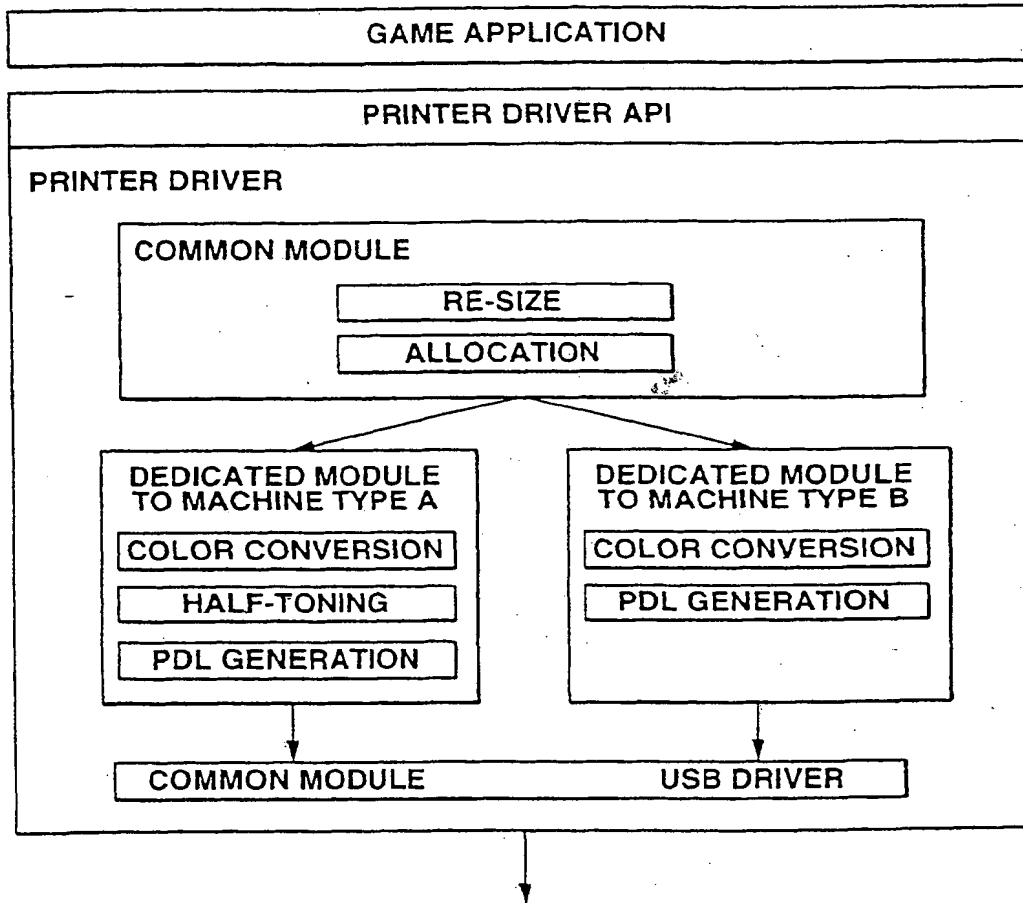 GAME APPLICATION
PRINTER DRIVER API
PRINTER DRIVER
COMMON MODULE
RE-SIZE
ALLOCATION
DEDICATED MODULE
TO MACHINE TYPE A
COLOR CONVERSION
HALF-TONING
PDL GENERATION
DEDICATED MODULE
TO MACHINE TYPE B
COLOR CONVERSION
PDL GENERATION
COMMON MODULE USB DRIVER